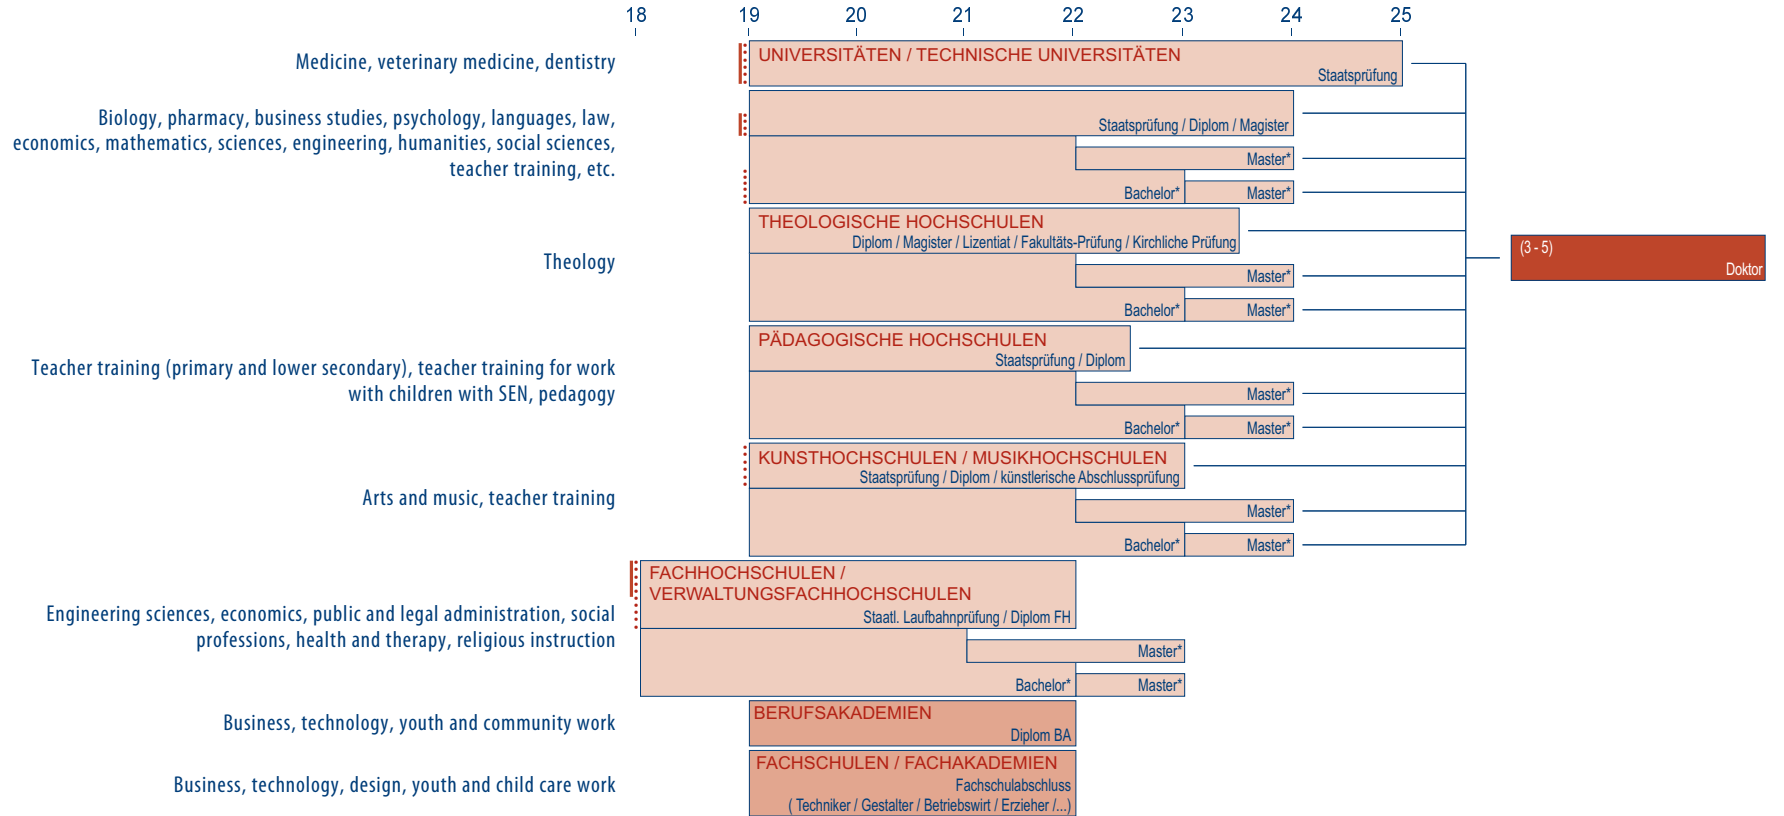 18 19 20 21 22 23 24 25
Medicine, veterinary medicine, dentistry
UNIVERSITÄTEN / TECHNISCHE UNIVERSITÄTEN
Staatsprüfung
Biology, pharmacy, business studies, psychology, languages, law,
economics, mathematics, sciences, engineering, humanities, social sciences,
teacher training, etc.
Staatsprüfung / Diplom / Magister
Master*
Bachelor* Master*
Theology
THEOLOGISCHE HOCHSCHULEN
Diplom / Magister / Lizentiat / Fakultäts-Prüfung / Kirchliche Prüfung
Master*
Bachelor* Master*
(3 - 5)
Doktor
Teacher training (primary and lower secondary), teacher training for work
with children with SEN, pedagogy
PÄDAGOGISCHE HOCHSCHULEN
Staatsprüfung / Diplom
Master*
Bachelor* Master*
Arts and music, teacher training
KUNSTHOCHSCHULEN / MUSIKHOCHSCHULEN
Staatsprüfung / Diplom / künstlerische Abschlussprüfung
Master*
Bachelor* Master*
Engineering sciences, economics, public and legal administration, social
professions, health and therapy, religious instruction
FACHHOCHSCHULEN /
VERWALTUNGSFACHHOCHSCHULEN
Staatl. Laufbahnprüfung / Diplom FH
Master*
Bachelor* Master*
Business, technology, youth and community work
BERUFSAKADEMIEN
Diplom BA
Business, technology, design, youth and child care work
FACHSCHULEN / FACHAKADEMIEN
Fachschulabschluss
( Techniker / Gestalter / Betriebswirt / Erzieher /...)